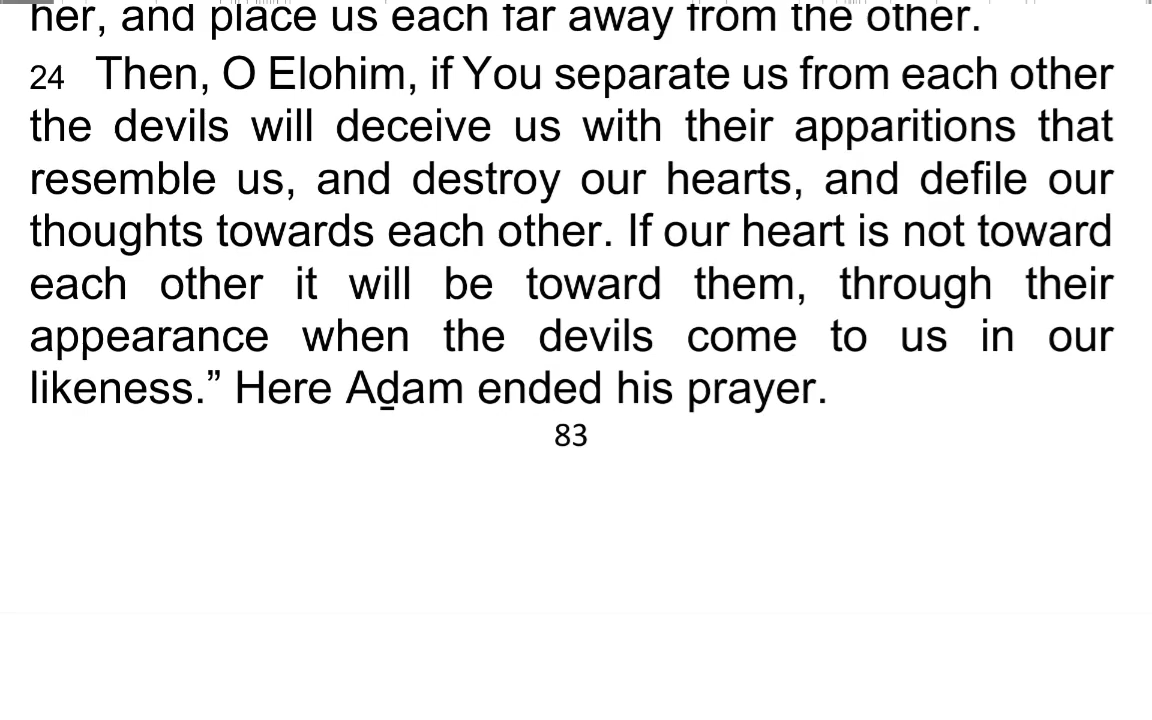 her, and place us each far away from the other.
24 Then, O Elohim, if You separate us from each other
the devils will deceive us with their apparitions that
resemble us, and destroy our hearts, and defile our
thoughts towards each other. If our heart is not toward
each other it will be toward them, through their
appearance when the devils come to us in our
likeness.” Here Aḏam ended his prayer.
83